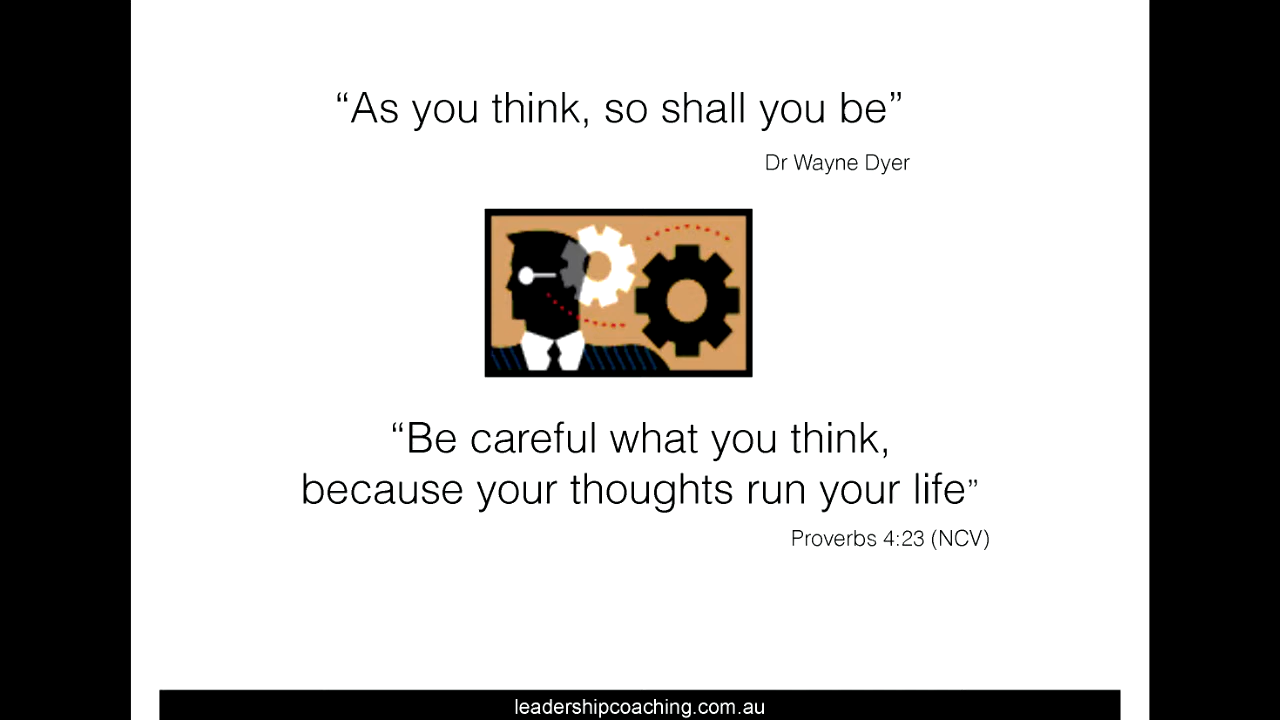 “As you think, so shall you be”
Dr Wayne Dyer
“Be careful what you think,
because your thoughts run your life”
Proverbs 4:23 (NCV)
leadershipcoaching.com.au